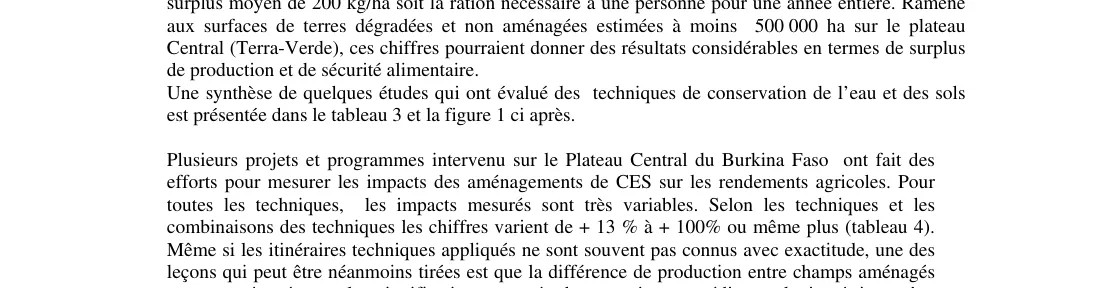 surplus moyen de 200 kg/ha soit la ration nécessaire à une personne pour une année entière. Ramené
aux surfaces de terres dégradées et non aménagées estimées à moins 500 000 ha sur le plateau
Central (Terra-Verde), ces chiffres pourraient donner des résultats considérables en termes de surplus
de production et de sécurité alimentaire.
Une synthèse de quelques études qui ont évalué des techniques de conservation de l'eau et des sols
est présentée dans le tableau 3 et la figure 1 ci après.
Plusieurs projets et programmes intervenu sur le Plateau Central du Burkina Faso ont fait des
efforts pour mesurer les impacts des aménagements de CES sur les rendements agricoles. Pour
toutes les techniques, les impacts mesurés sont très variables. Selon les techniques et les
combinaisons des techniques les chiffres varient de + 13 % à + 100% ou même plus (tableau 4).
Même si les itinéraires techniques appliqués ne sont souvent pas connus avec exactitude, une des
leçons qui peut être néanmoins tirées est que la différence de production entre champs aménagés